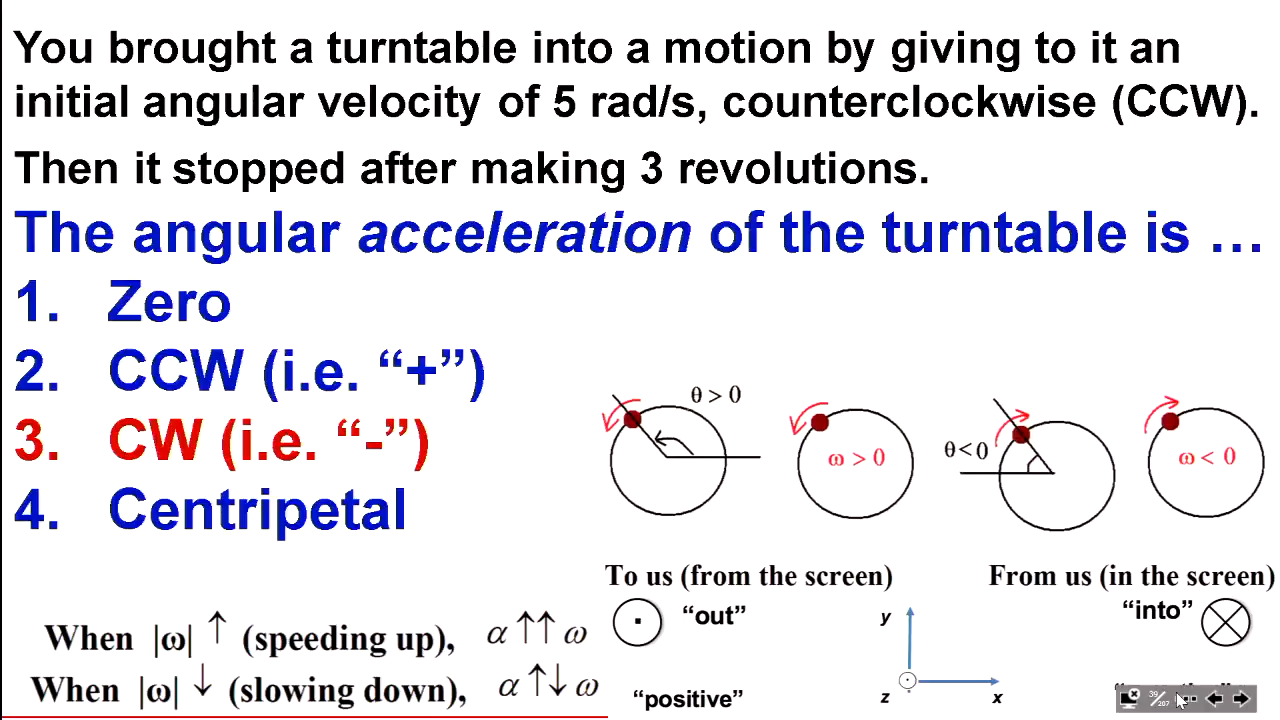 You brought a turntable into a motion by giving to it an
initial angular velocity of 5 rad/s, counterclockwise (CCW).
Then it stopped after making 3 revolutions.
The angular acceleration of the turntable is …
1. Zero
2. CCW (i.e. “+”)
3. CW (i.e. “-”)
4. Centripetal
θ > 0
ω > 0
θ < 0
ω < 0
To us (from the screen)
From us (in the screen)
“out”
“into”
When |ω| ↑ (speeding up), α ↑↑ ω
When |ω| ↓ (slowing down), α ↑↓ ω
“positive”
y
z
x
39/207